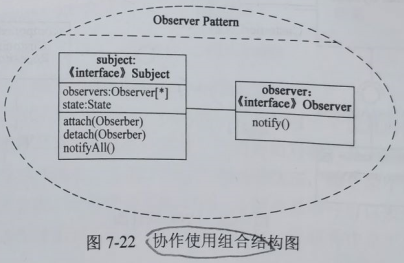 Observer Pattern
subject:
《interface》Subject
observers:Observer[*]
state:State
attach(Obserber)
detach(Obserber)
notifyAll()
observer:
《interface》Observer
notify()
图 7-22 协作使用组合结构图